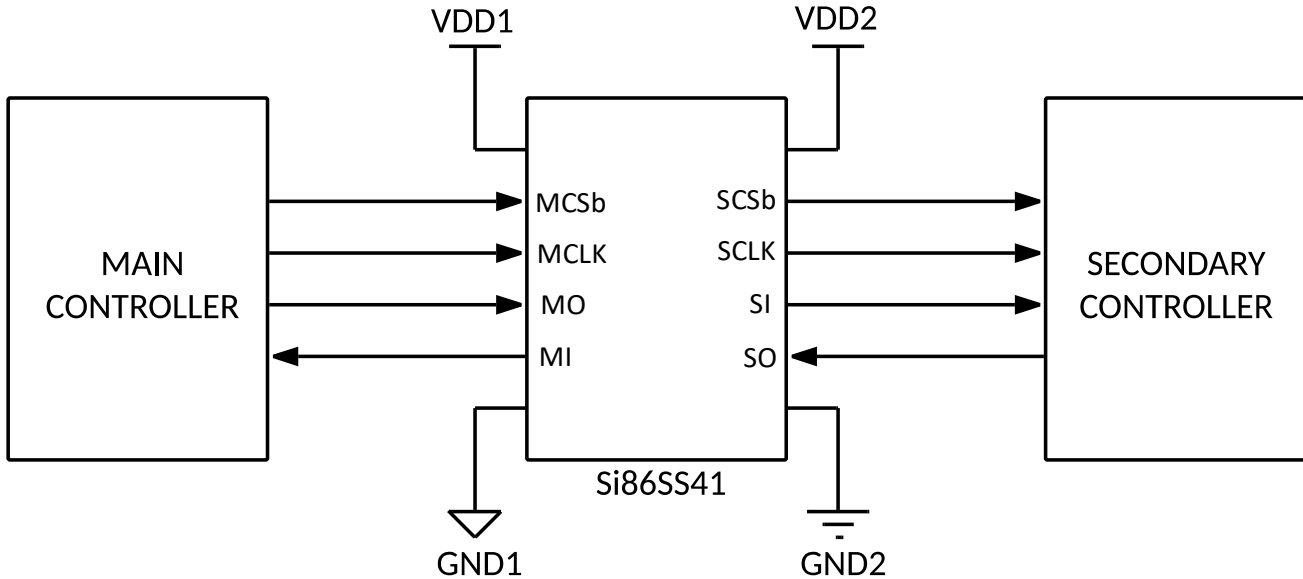 VDD1
VDD2
MAIN
CONTROLLER
MCSb
MCLK
MO
MI
SCSb
SCLK
SI
SO
SECONDARY
CONTROLLER
Si86SS41
GND1
GND2